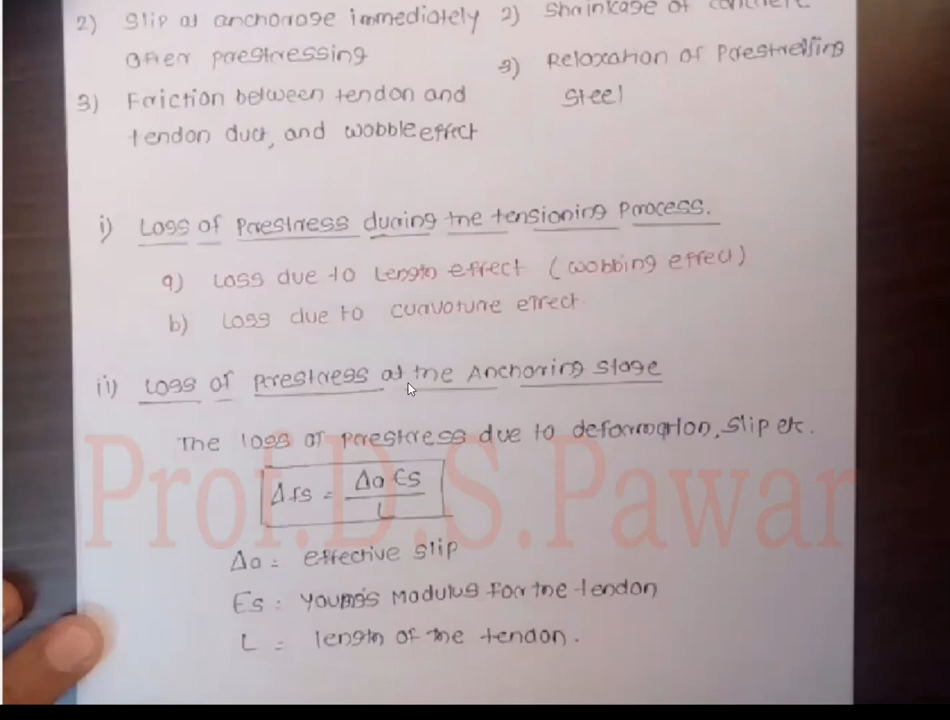 2) Slip at anchorage immediately
after prestressing
3) Friction between tendon and
tendon duct, and wobble effect
2) Shrinkage of concrete
3) Relaxation of Prestressing
Steel
i) Loss of Prestress during the tensioning Process.
a) Loss due to Length effect (wobbing effect)
b) Loss due to curvature effect
ii) Loss of prestress at the Anchoring Stage
The loss of prestress due to deformation, slip etc.
Δfs = Δa Es / L
Δa = effective slip
Es : Young's Modulus for the tendon
L = length of the tendon.
Prof.D.S.Pawar